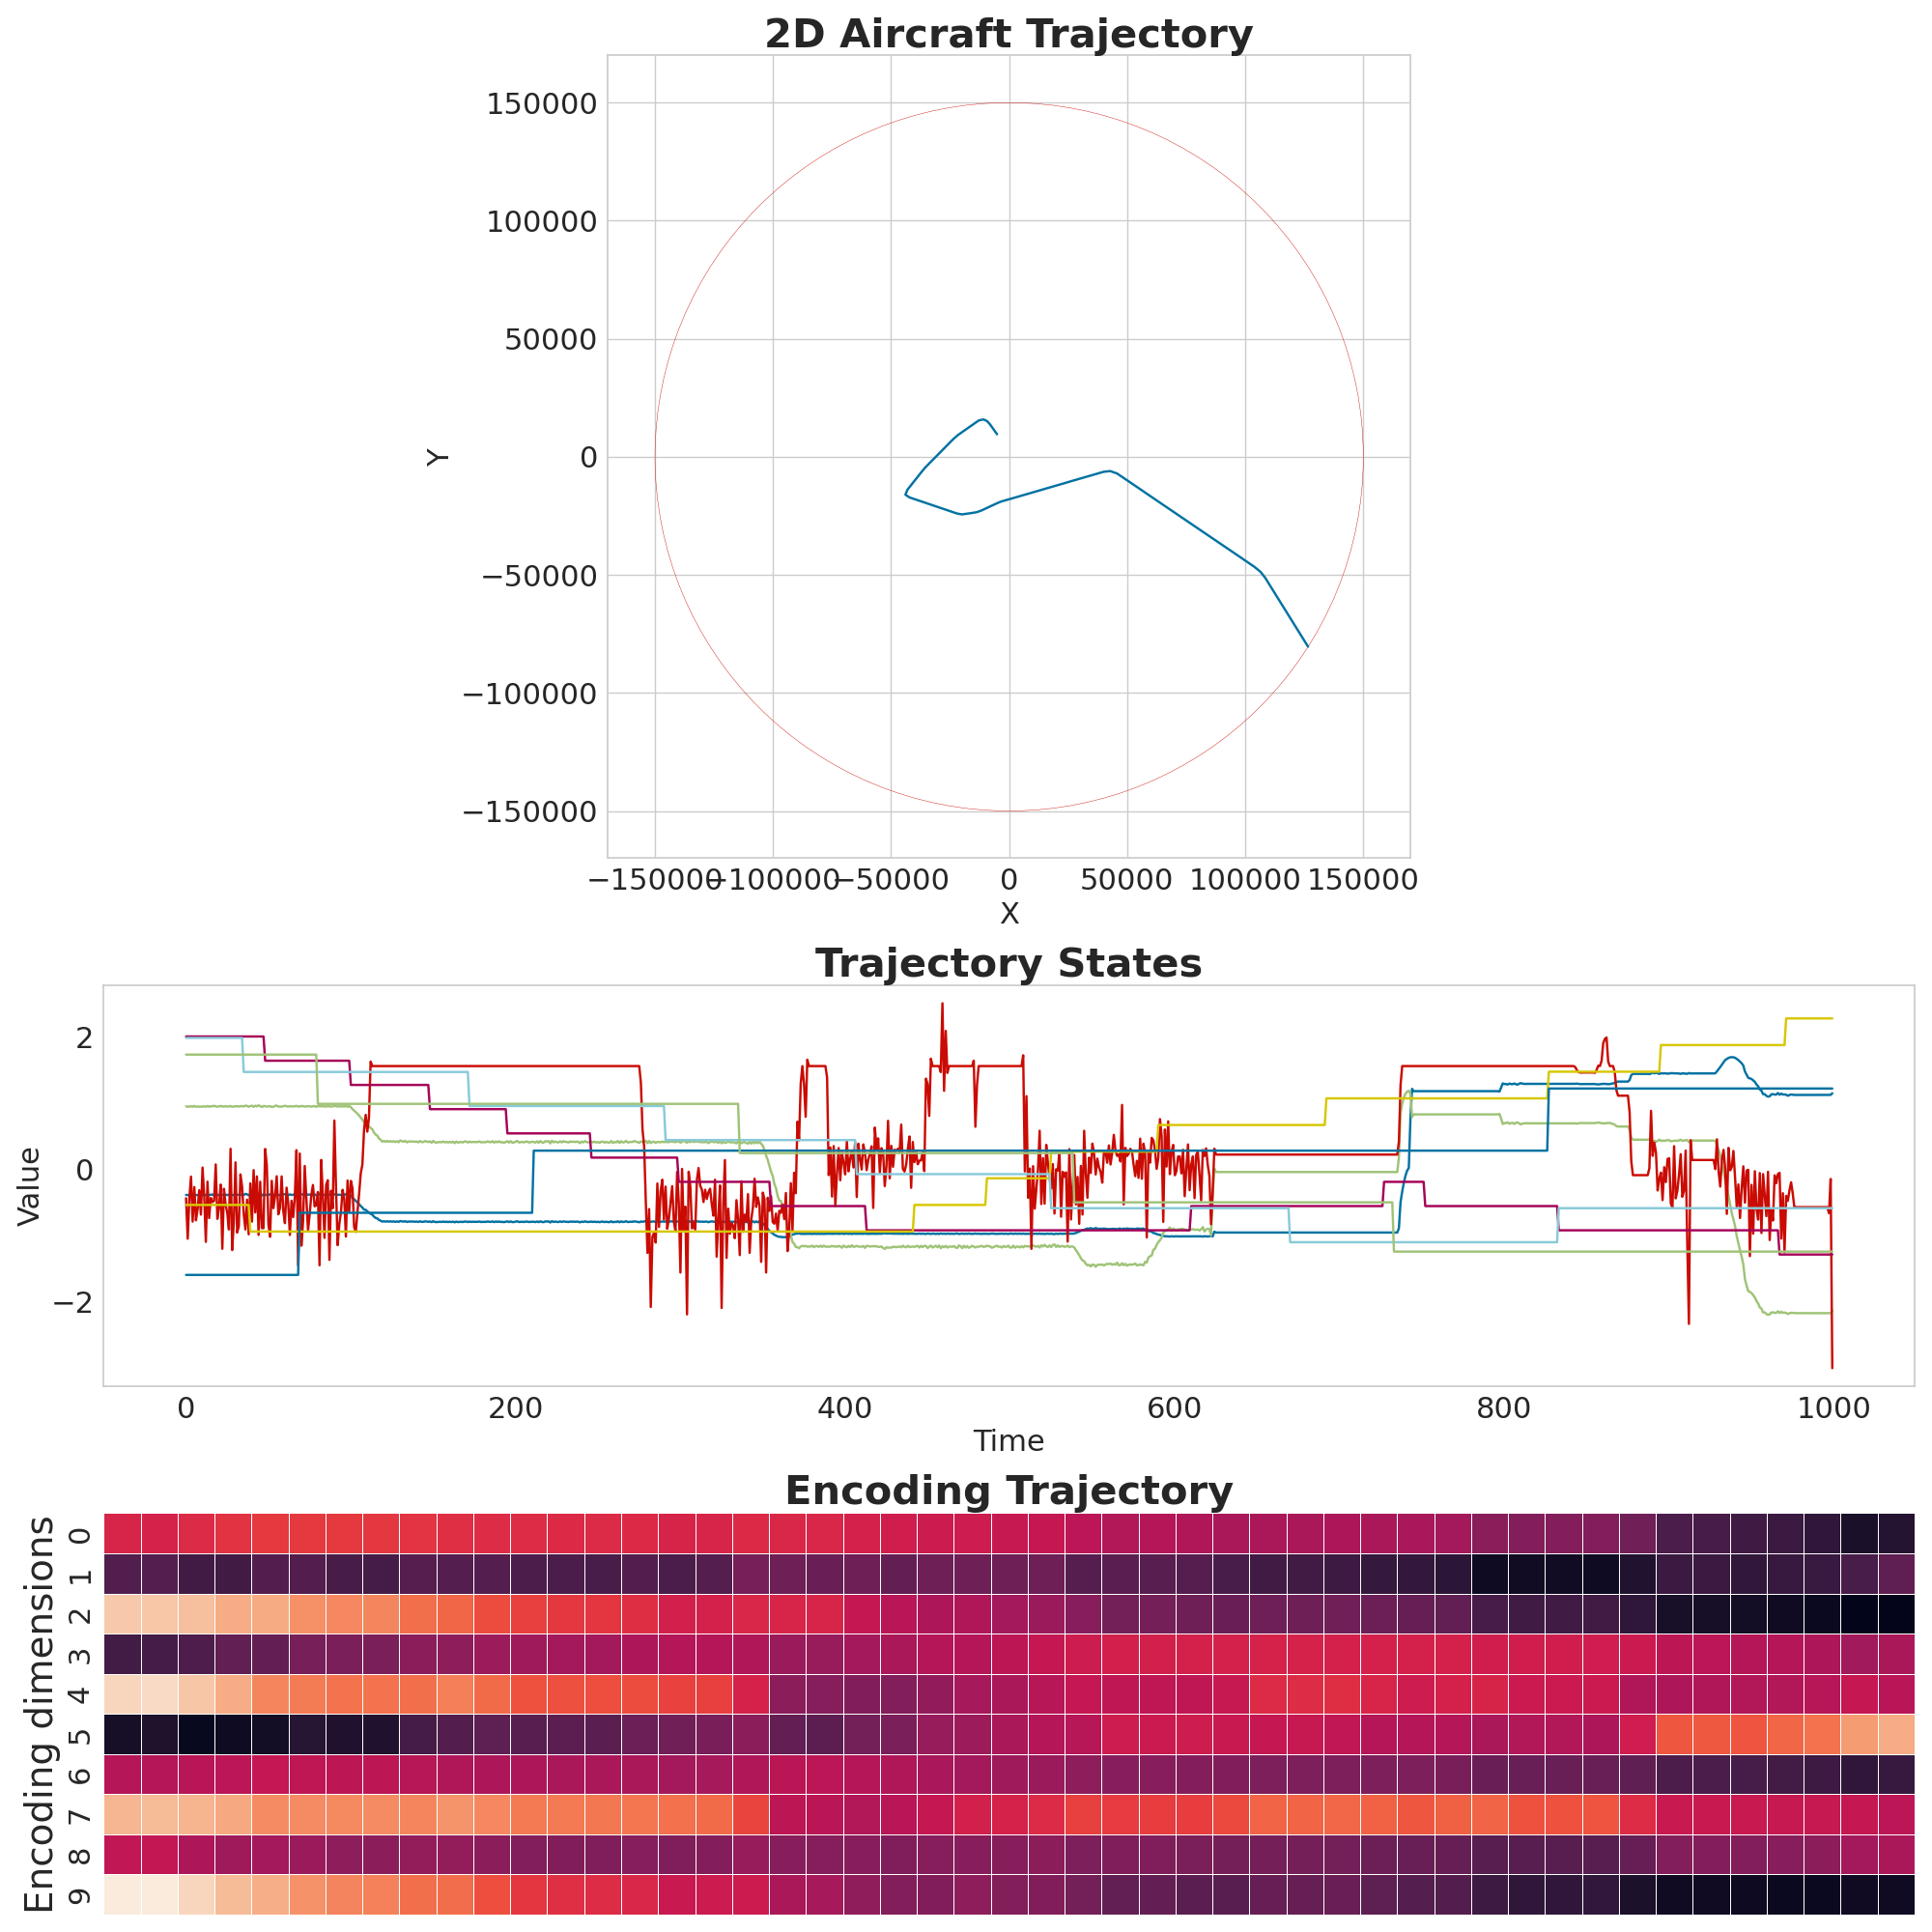 2D Aircraft Trajectory
150000
100000
50000
0
−50000
−100000
−150000
Y
−150000 −100000 −50000 0 50000 100000 150000
X
Trajectory States
2
0
−2
Value
0 200 400 600 800 1000
Time
Encoding Trajectory
Encoding dimensions
0
1
2
3
4
5
6
7
8
9